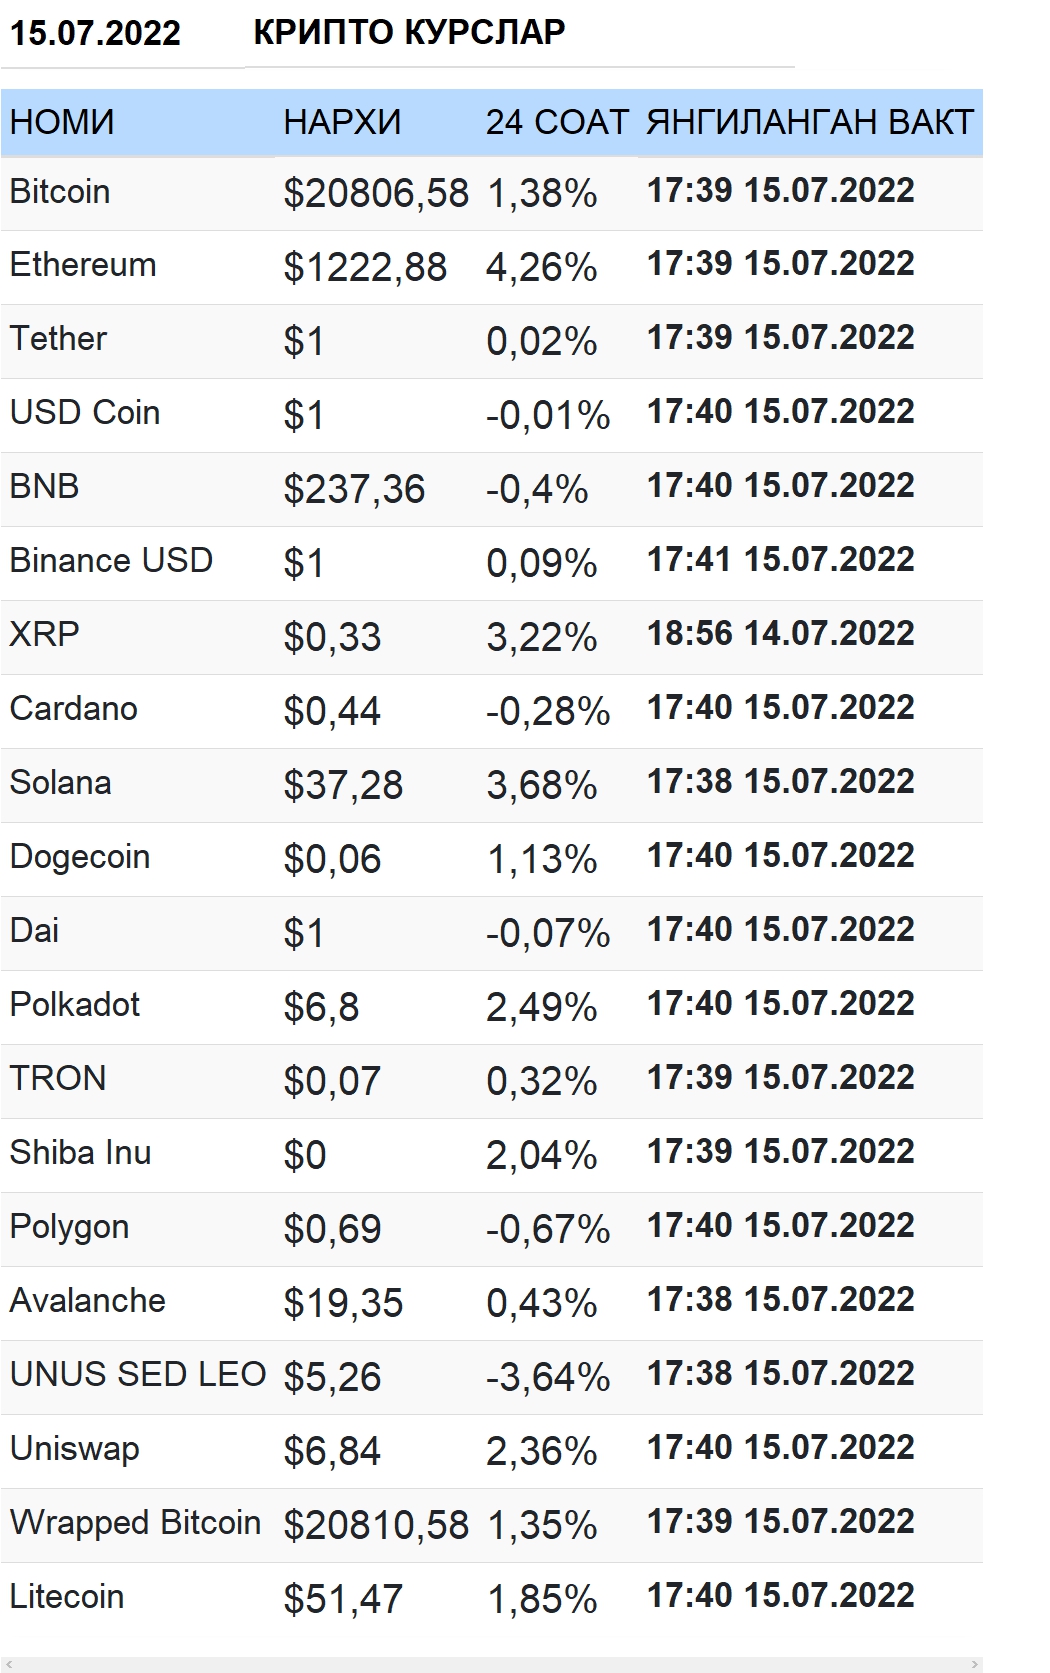 15.07.2022 КРИПТО КУРСЛАР
НОМИ НАРХИ 24 СОАТ ЯНГИЛАНГАН ВАКТ
Bitcoin $20806,58 1,38% 17:39 15.07.2022
Ethereum $1222,88 4,26% 17:39 15.07.2022
Tether $1 0,02% 17:39 15.07.2022
USD Coin $1 -0,01% 17:40 15.07.2022
BNB $237,36 -0,4% 17:40 15.07.2022
Binance USD $1 0,09% 17:41 15.07.2022
XRP $0,33 3,22% 18:56 14.07.2022
Cardano $0,44 -0,28% 17:40 15.07.2022
Solana $37,28 3,68% 17:38 15.07.2022
Dogecoin $0,06 1,13% 17:40 15.07.2022
Dai $1 -0,07% 17:40 15.07.2022
Polkadot $6,8 2,49% 17:40 15.07.2022
TRON $0,07 0,32% 17:39 15.07.2022
Shiba Inu $0 2,04% 17:39 15.07.2022
Polygon $0,69 -0,67% 17:40 15.07.2022
Avalanche $19,35 0,43% 17:38 15.07.2022
UNUS SED LEO $5,26 -3,64% 17:38 15.07.2022
Uniswap $6,84 2,36% 17:40 15.07.2022
Wrapped Bitcoin $20810,58 1,35% 17:39 15.07.2022
Litecoin $51,47 1,85% 17:40 15.07.2022